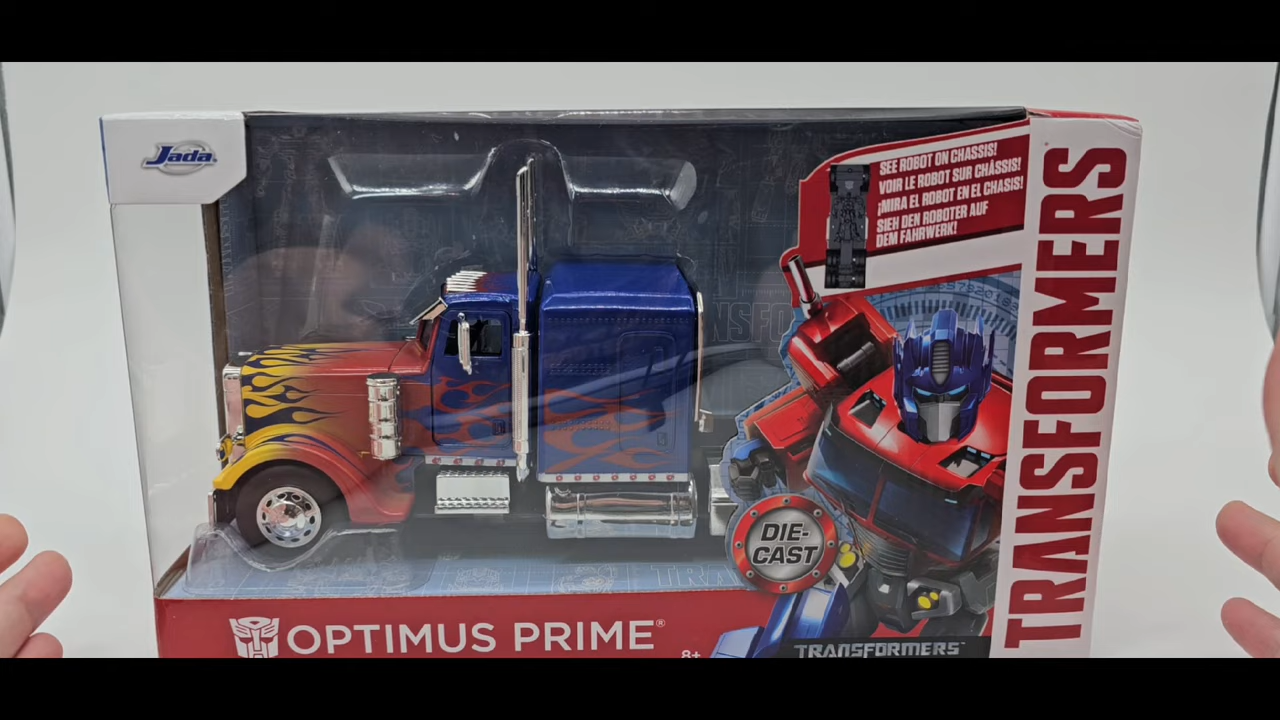 Jada
SEE ROBOT ON CHASSIS!
VOIR LE ROBOT SUR CHÂSSIS!
¡MIRA EL ROBOT EN EL CHASIS!
SIEH DEN ROBOTER AUF
DEM FAHRWERK!
TRANSFORMERS
DIE-
CAST
OPTIMUS PRIME®
8+
TRANSFORMERS™